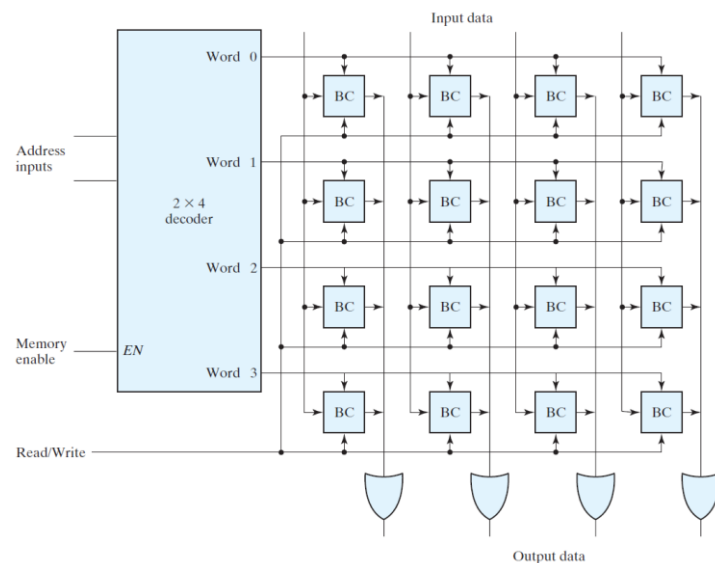 Input data
Word 0
BC BC BC BC
Address
inputs
Word 1
2 × 4
decoder
BC BC BC BC
Word 2
BC BC BC BC
Memory
enable
EN
Word 3
BC BC BC BC
Read/Write
Output data